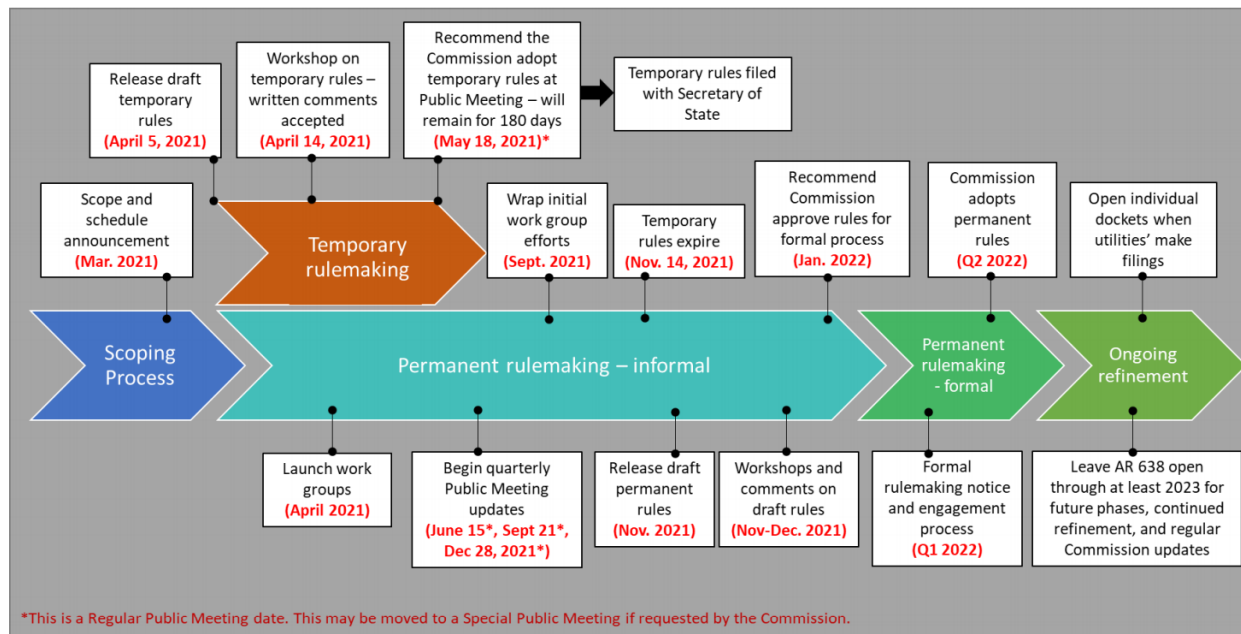 Release draft
temporary
rules
(April 5, 2021)
Workshop on
temporary rules –
written comments
accepted
(April 14, 2021)
Recommend the
Commission adopt
temporary rules at
Public Meeting – will
remain for 180 days
(May 18, 2021)*
Temporary rules filed
with Secretary of
State
Scope and
schedule
announcement
(Mar. 2021)
Temporary
rulemaking
Wrap initial
work group
efforts
(Sept. 2021)
Temporary
rules expire
(Nov. 14, 2021)
Recommend
Commission
approve rules for
formal process
(Jan. 2022)
Commission
adopts
permanent
rules
(Q2 2022)
Open individual
dockets when
utilities’ make
filings
Scoping
Process
Permanent rulemaking – informal
Permanent
rulemaking
- formal
Ongoing
refinement
Launch work
groups
(April 2021)
Begin quarterly
Public Meeting
updates
(June 15*, Sept 21*,
Dec 28, 2021*)
Release draft
permanent
rules
(Nov. 2021)
Workshops and
comments on
draft rules
(Nov-Dec. 2021)
Formal
rulemaking notice
and engagement
process
(Q1 2022)
Leave AR 638 open
through at least 2023 for
future phases, continued
refinement, and regular
Commission updates
*This is a Regular Public Meeting date. This may be moved to a Special Public Meeting if requested by the Commission.